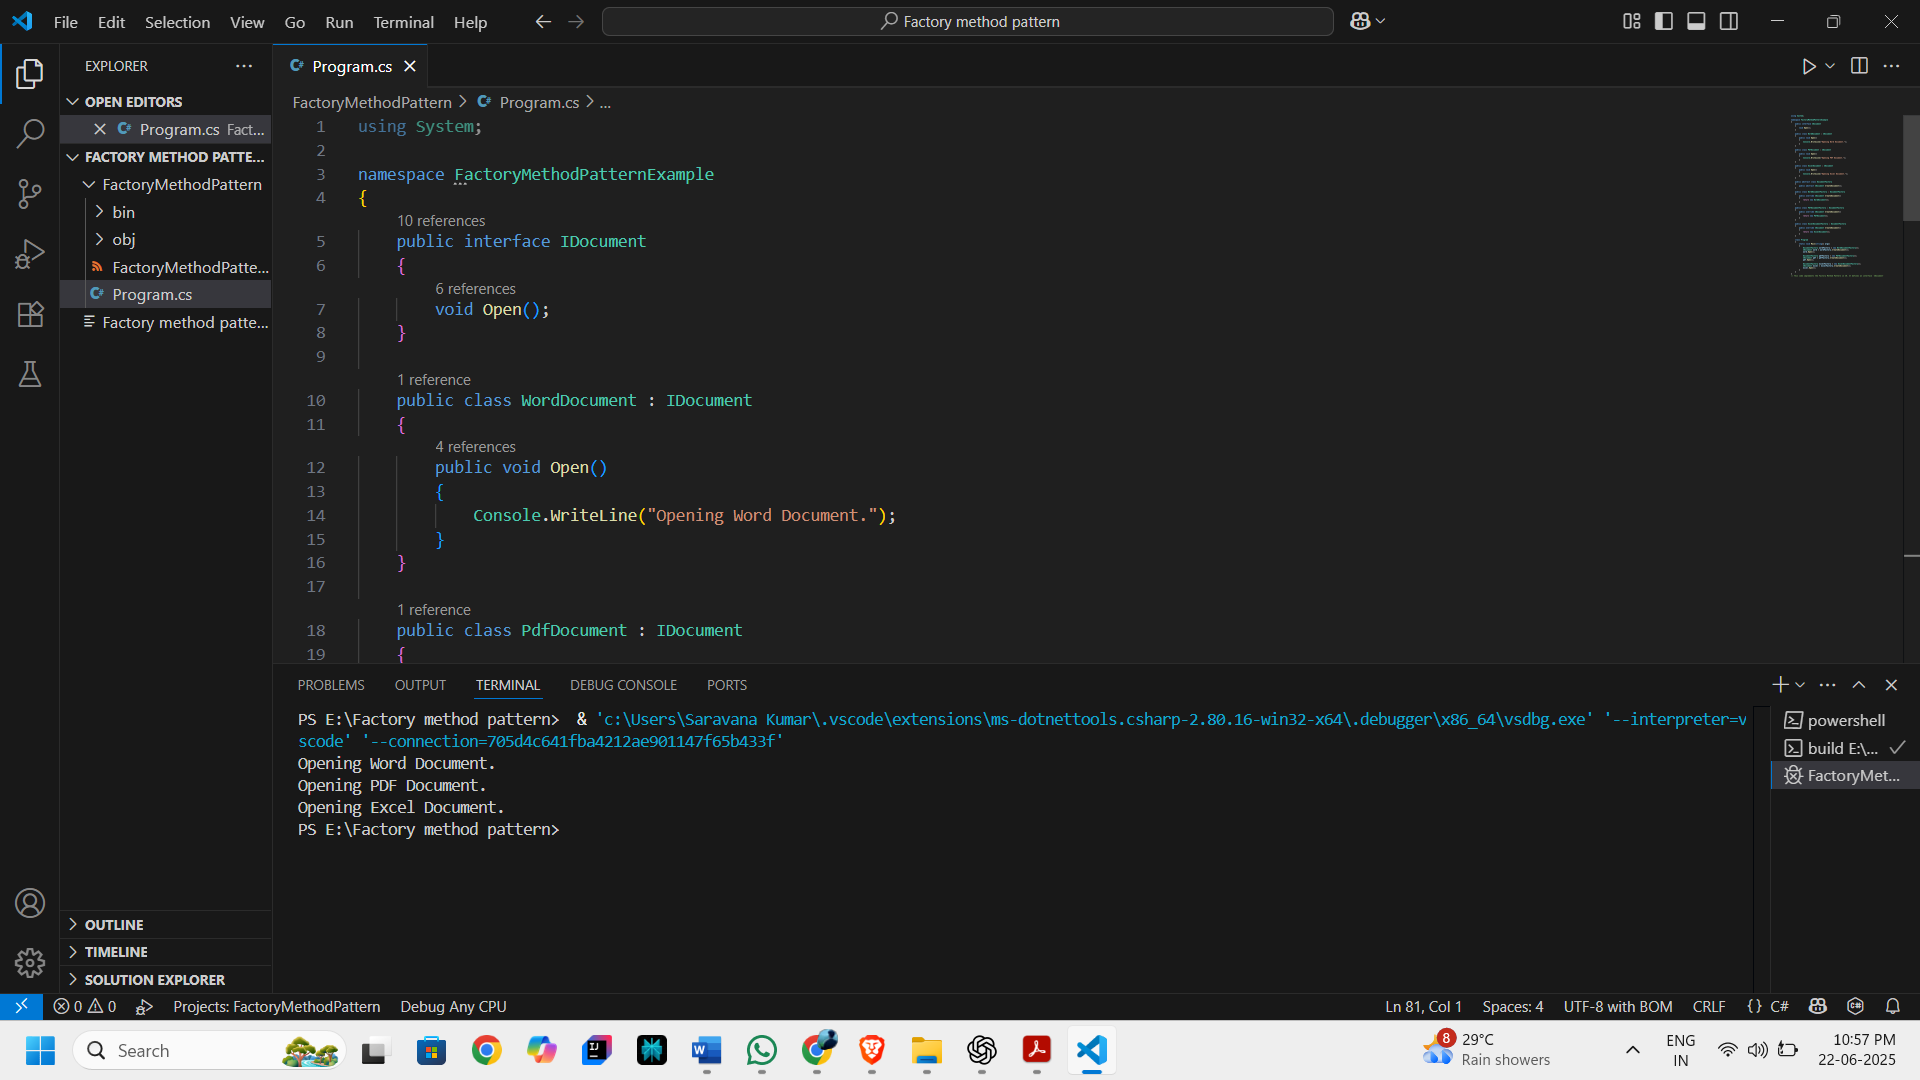 File Edit Selection View Go Run Terminal Help
Factory method pattern
EXPLORER
OPEN EDITORS
Program.cs Fact...
FACTORY METHOD PATTE...
FactoryMethodPattern
bin
obj
FactoryMethodPatte...
Program.cs
Factory method patte...
OUTLINE
TIMELINE
SOLUTION EXPLORER
Program.cs
FactoryMethodPattern > Program.cs > ...
1 using System;
2
3 namespace FactoryMethodPatternExample
4 {
10 references
5 public interface IDocument
6 {
6 references
7 void Open();
8 }
9
1 reference
10 public class WordDocument : IDocument
11 {
4 references
12 public void Open()
13 {
14 Console.WriteLine("Opening Word Document.");
15 }
16 }
17
1 reference
18 public class PdfDocument : IDocument
19 {
PROBLEMS OUTPUT TERMINAL DEBUG CONSOLE PORTS
PS E:\Factory method pattern> & 'c:\Users\Saravana Kumar\.vscode\extensions\ms-dotnettools.csharp-2.80.16-win32-x64\.debugger\x86_64\vsdbg.exe' '--interpreter=v
scode' '--connection=705d4c641fba4212ae901147f65b433f'
Opening Word Document.
Opening PDF Document.
Opening Excel Document.
PS E:\Factory method pattern>
powershell
build E:\...
FactoryMet...
0 0 Projects: FactoryMethodPattern Debug Any CPU
Ln 81, Col 1 Spaces: 4 UTF-8 with BOM CRLF {} C#
Search
8
29°C
Rain showers
ENG
IN
10:57 PM
22-06-2025